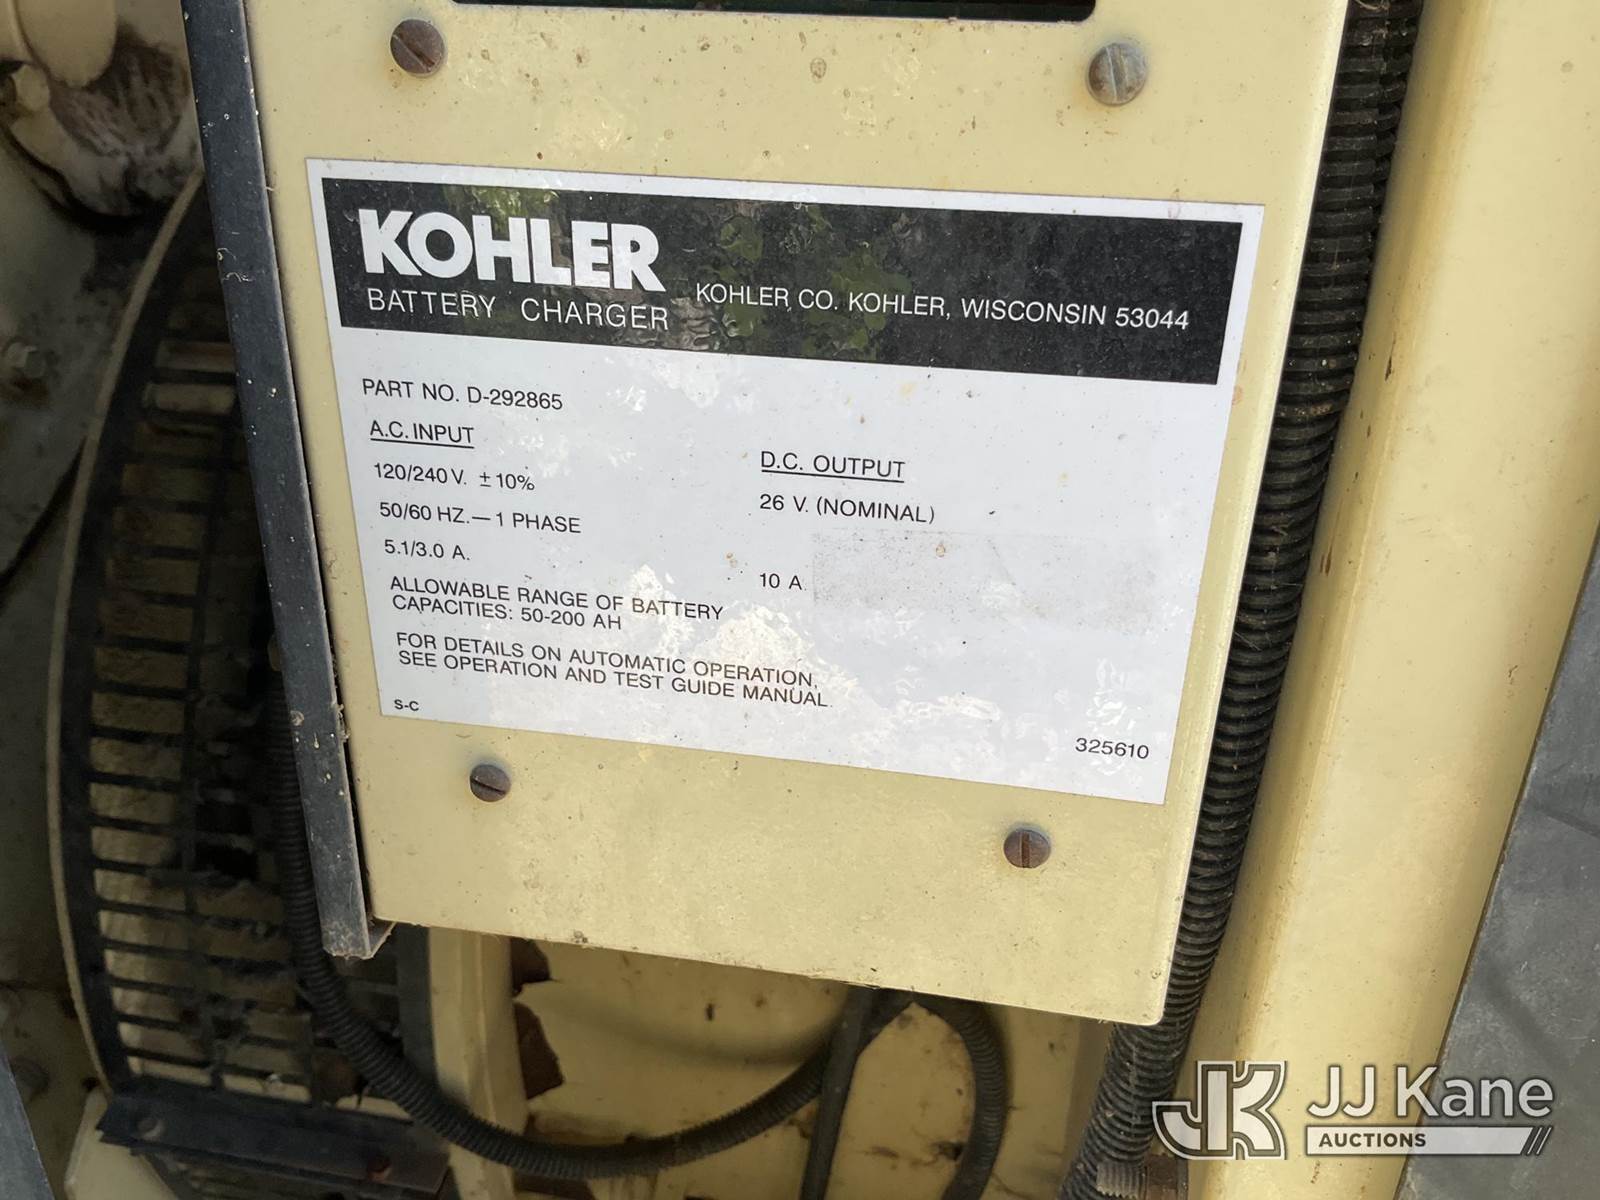 KOHLER
BATTERY CHARGER
KOHLER CO. KOHLER, WISCONSIN 53044
PART NO. D-292865
A.C. INPUT
120/240 V. ±10%
50/60 HZ.— 1 PHASE
5.1/3.0 A.
D.C. OUTPUT
26 V. (NOMINAL)
10 A.
ALLOWABLE RANGE OF BATTERY
CAPACITIES: 50-200 AH
FOR DETAILS ON AUTOMATIC OPERATION,
SEE OPERATION AND TEST GUIDE MANUAL.
S-C
325610
JK JJ Kane
AUCTIONS